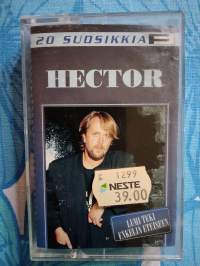 20 SUOSIKKIA
HECTOR
1299
NESTE
39.00
LUMI TEKI
ENKELIN ETEISEEN